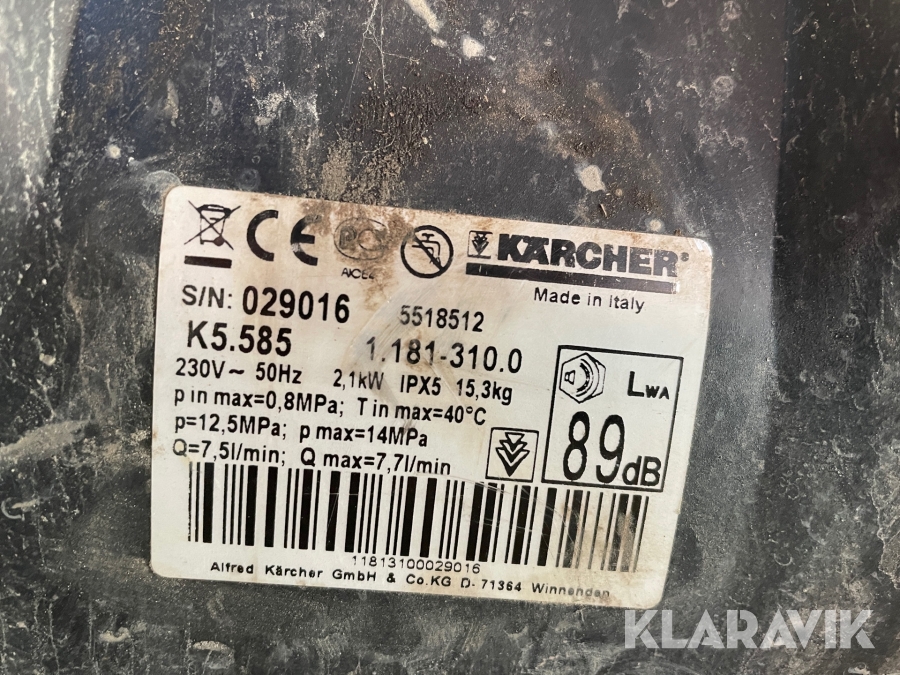 CE
KÄRCHER®
Made in Italy
S/N: 029016 5518512
K5.585 1.181-310.0
230V~ 50Hz 2,1kW IPX5 15,3kg
p in max=0,8MPa; T in max=40°C
p=12,5MPa; p max=14MPa
Q=7,5l/min; Q max=7,7l/min
LWA
89dB
11813100029016
Alfred Kärcher GmbH & Co.KG D- 71364 Winnenden
KLARAVIK